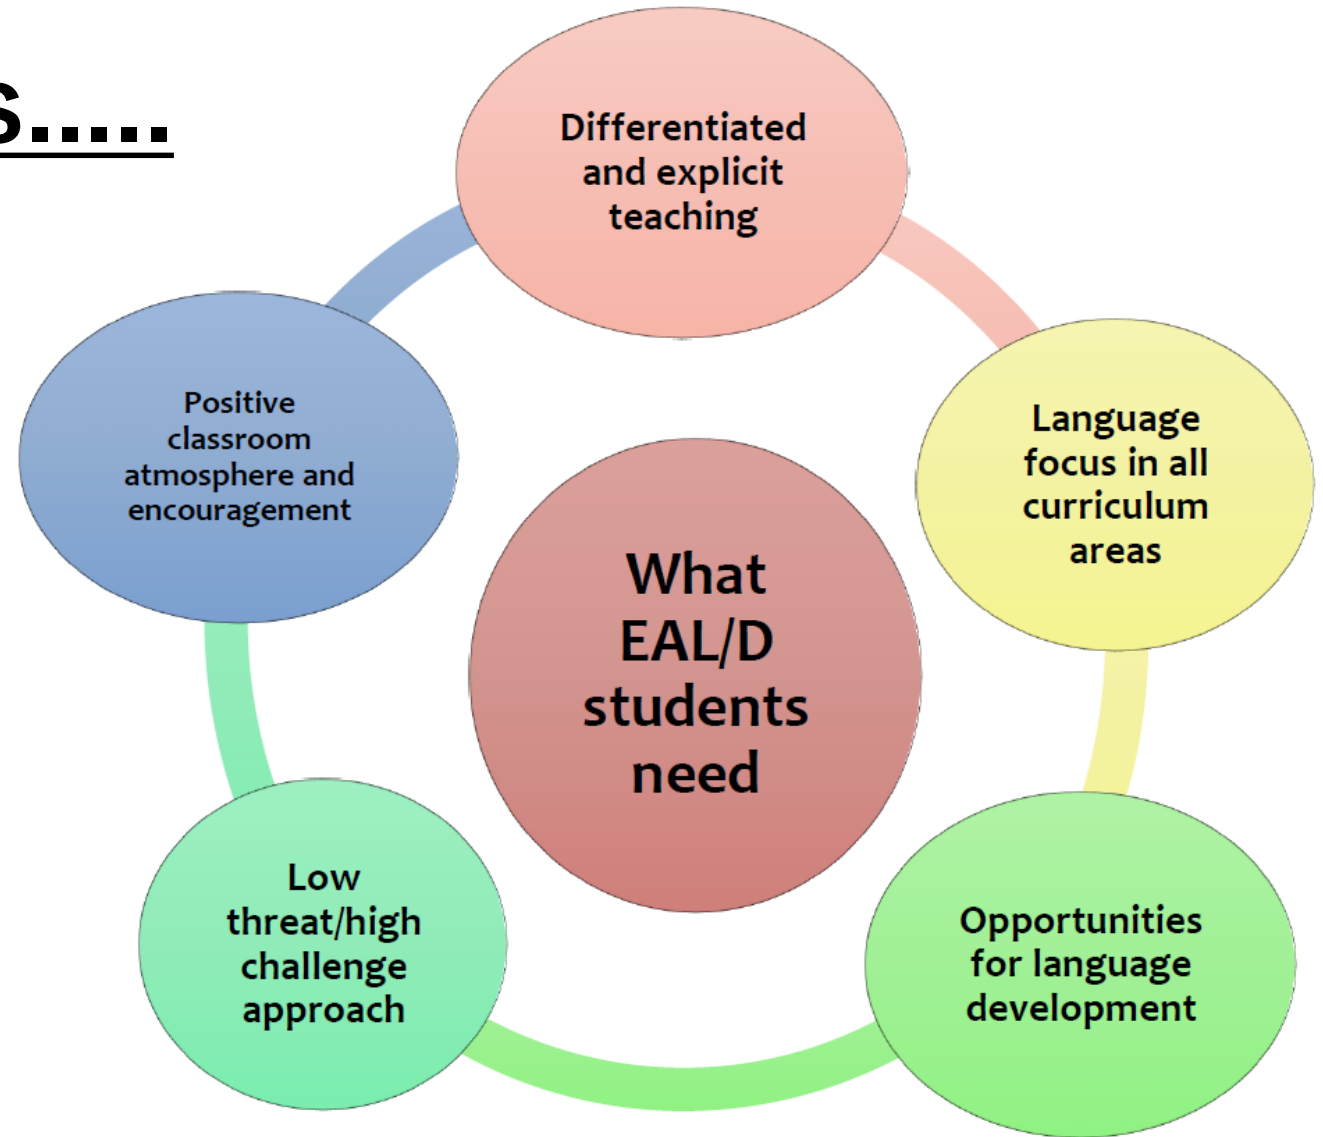 s.....
Differentiated
and explicit
teaching
Language
focus in all
curriculum
areas
Opportunities
for language
development
Low
threat/high
challenge
approach
Positive
classroom
atmosphere and
encouragement
What
EAL/D
students
need